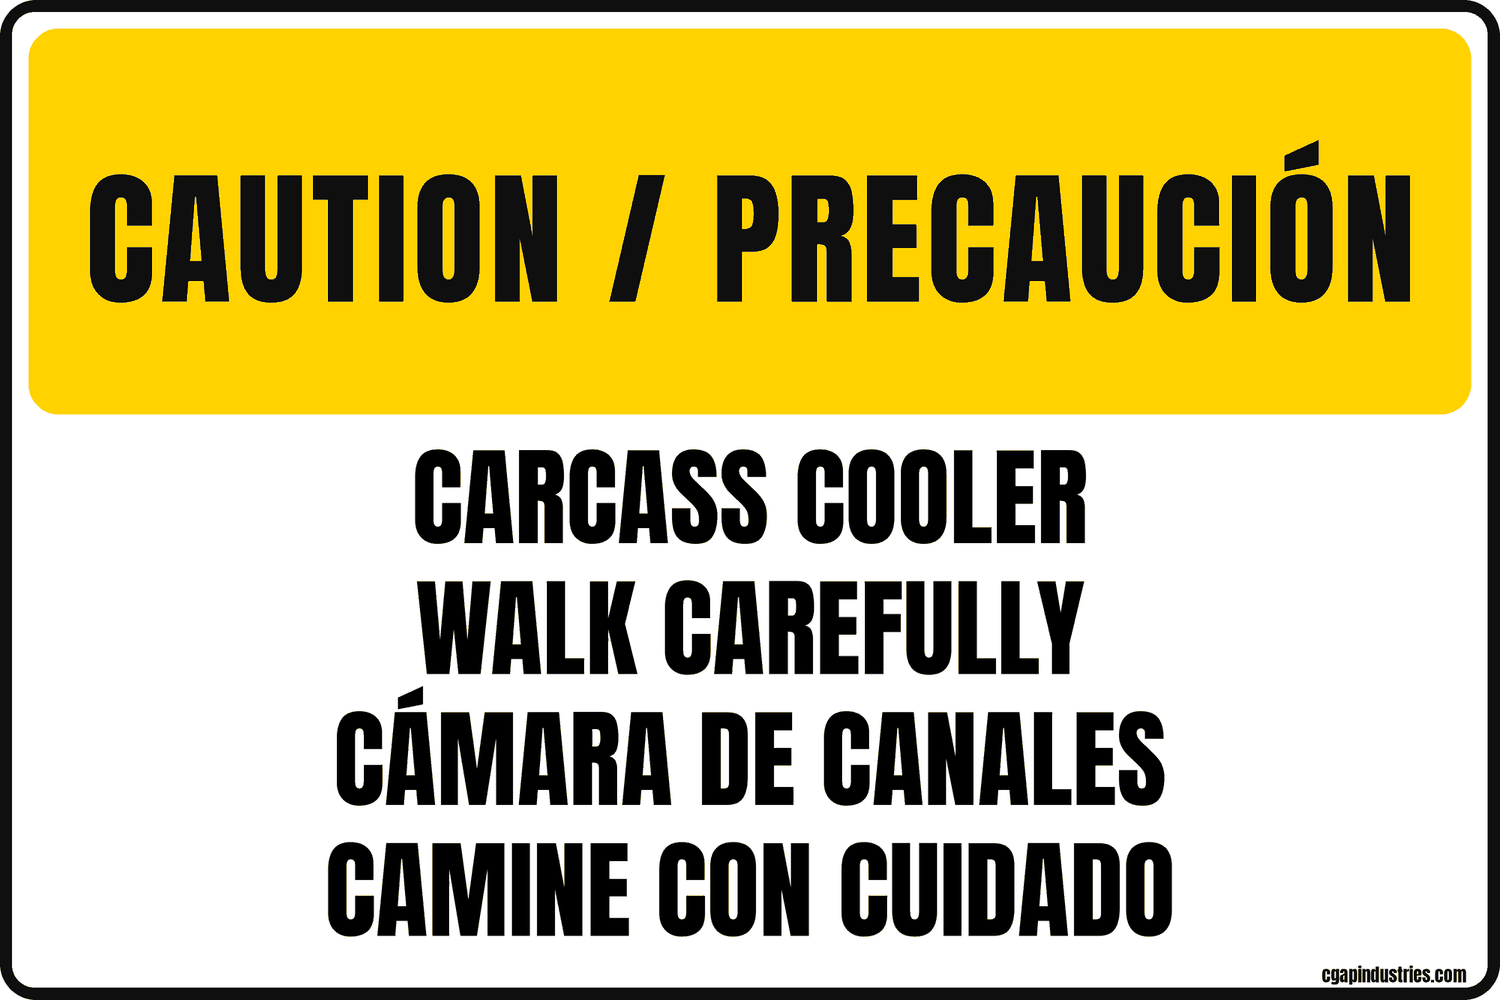 CAUTION / PRECAUCIÓN
CARCASS COOLER
WALK CAREFULLY
CÁMARA DE CANALES
CAMINE CON CUIDADO
cgapindustries.com